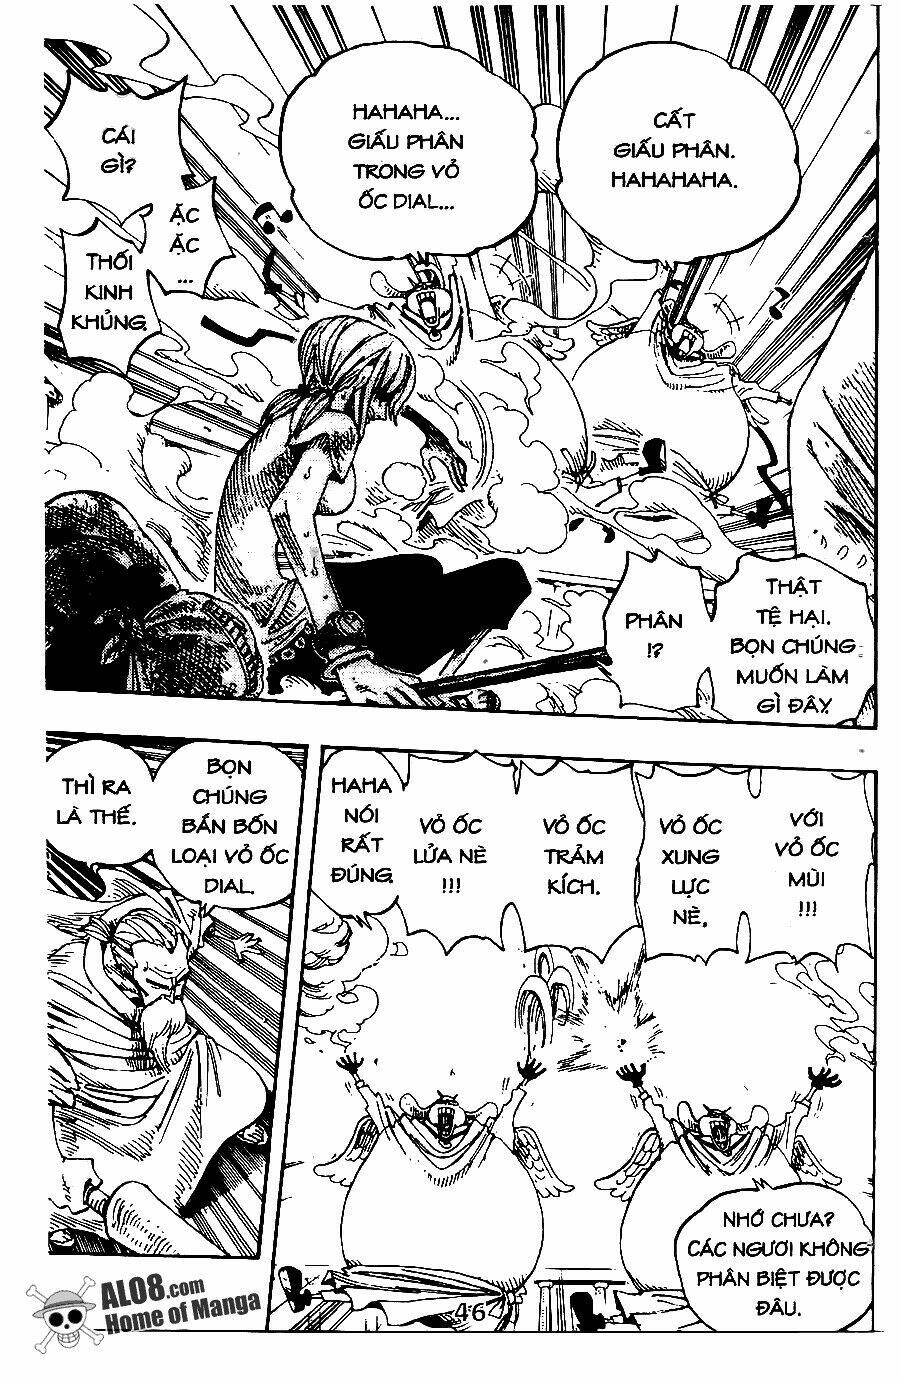 CẤT
GIẤU PHÂN.
HAHAHAHA.
HAHAHA...
GIẤU PHÂN
TRONG VỎ
ỐC DIAL...
CÁI
GÌ?
ẶC
ẶC
...
THỐI
KINH
KHỦNG.
THẬT
TỆ HẠI.
BỌN CHÚNG
MUỐN LÀM
GÌ ĐÂY.
PHÂN
!?
VỚI
VỎ ỐC
MÙI
!!!
VỎ ỐC
XUNG
LỰC
NÈ.
VỎ ỐC
TRẢM
KÍCH.
VỎ ỐC
LỬA NÈ
!!!
HAHA
NÓI
RẤT
ĐÚNG.
NHỚ CHƯA?
CÁC NGƯƠI KHÔNG
PHÂN BIỆT ĐƯỢC
ĐÂU.
BỌN
CHÚNG
BẮN BỐN
LOẠI VỎ ỐC
DIAL.
THÌ RA
LÀ THẾ.
AL08.com
Home of Manga
46